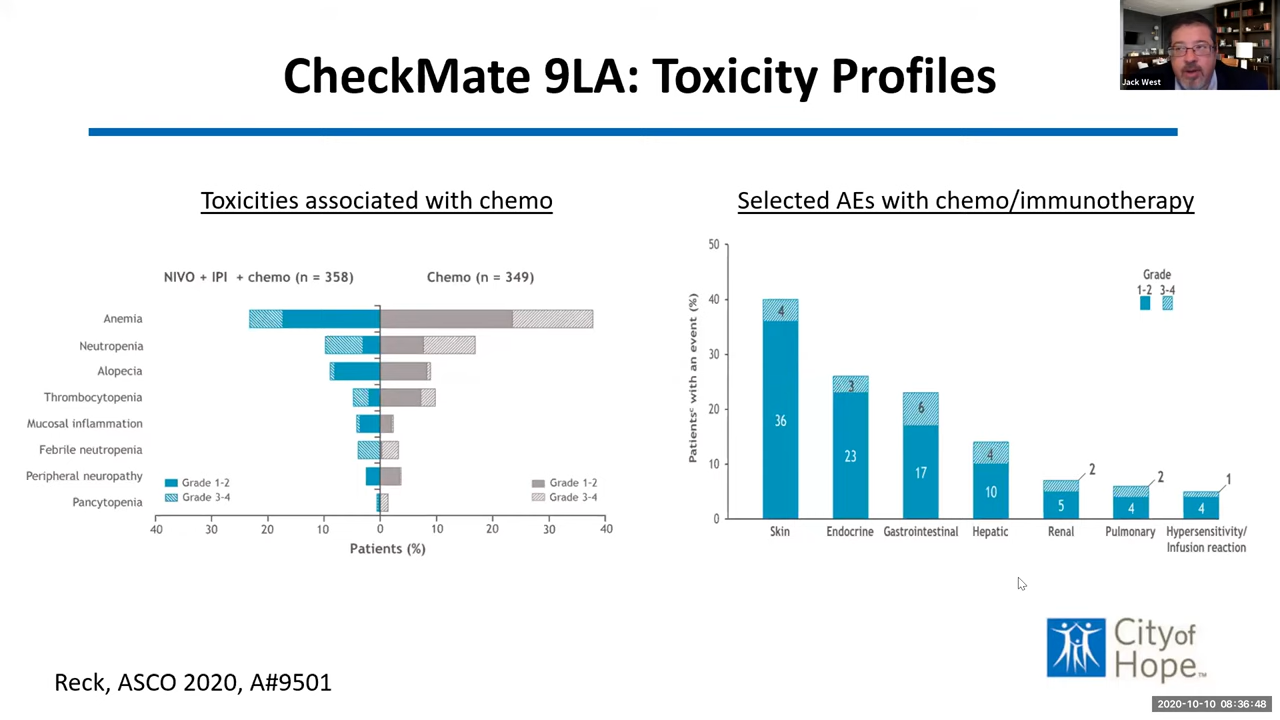 CheckMate 9LA: Toxicity Profiles
Jack West
Toxicities associated with chemo
NIVO + IPI + chemo (n = 358)
Chemo (n = 349)
Anemia
Neutropenia
Alopecia
Thrombocytopenia
Mucosal inflammation
Febrile neutropenia
Peripheral neuropathy
Pancytopenia
Grade 1-2
Grade 3-4
Grade 1-2
Grade 3-4
40 30 20 10 0 10 20 30 40
Patients (%)
Selected AEs with chemo/immunotherapy
Patientsᶜ with an event (%)
50
40
30
20
10
0
Grade
1-2 3-4
4
36
3
23
6
17
4
10
2
5
2
4
1
4
Skin Endocrine Gastrointestinal Hepatic Renal Pulmonary Hypersensitivity/
Infusion reaction
City of
Hope™
Reck, ASCO 2020, A#9501
2020-10-10 08:36:48